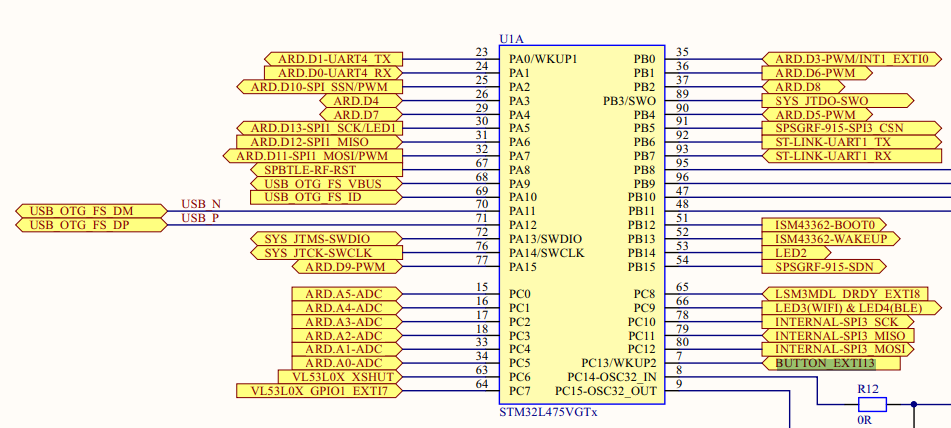 U1A
ARD.D1-UART4_TX 23 PA0/WKUP1 PB0 35 ARD.D3-PWM/INT1_EXTI0
ARD.D0-UART4_RX 24 PA1 PB1 36 ARD.D6-PWM
ARD.D10-SPI_SSN/PWM 25 PA2 PB2 37 ARD.D8
ARD.D4 26 PA3 PB3/SWO 89 SYS_JTDO-SWO
ARD.D7 29 PA4 PB4 90 ARD.D5-PWM
ARD.D13-SPI1_SCK/LED1 30 PA5 PB5 91 SPSGRF-915-SPI3_CSN
ARD.D12-SPI1_MISO 31 PA6 PB6 92 ST-LINK-UART1_TX
ARD.D11-SPI1_MOSI/PWM 32 PA7 PB7 93 ST-LINK-UART1_RX
SPBTLE-RF-RST 67 PA8 PB8 95
USB_OTG_FS_VBUS 68 PA9 PB9 96
USB_OTG_FS_ID 69 PA10 PB10 47
USB_OTG_FS_DM USB_N 70 PA11 PB11 48
USB_OTG_FS_DP USB_P 71 PA12 PB12 51 ISM43362-BOOT0
SYS_JTMS-SWDIO 72 PA13/SWDIO PB13 52 ISM43362-WAKEUP
SYS_JTCK-SWCLK 76 PA14/SWCLK PB14 53 LED2
ARD.D9-PWM 77 PA15 PB15 54 SPSGRF-915-SDN
ARD.A5-ADC 15 PC0 PC8 65 LSM3MDL_DRDY_EXTI8
ARD.A4-ADC 16 PC1 PC9 66 LED3(WIFI) & LED4(BLE)
ARD.A3-ADC 17 PC2 PC10 78 INTERNAL-SPI3_SCK
ARD.A2-ADC 18 PC3 PC11 79 INTERNAL-SPI3_MISO
ARD.A1-ADC 33 PC4 PC12 80 INTERNAL-SPI3_MOSI
ARD.A0-ADC 34 PC5 PC13/WKUP2 7 BUTTON_EXTI13
VL53L0X_XSHUT 63 PC6 PC14-OSC32_IN 8
VL53L0X_GPIO1_EXTI7 64 PC7 PC15-OSC32_OUT 9
R12
STM32L475VGTx
0R